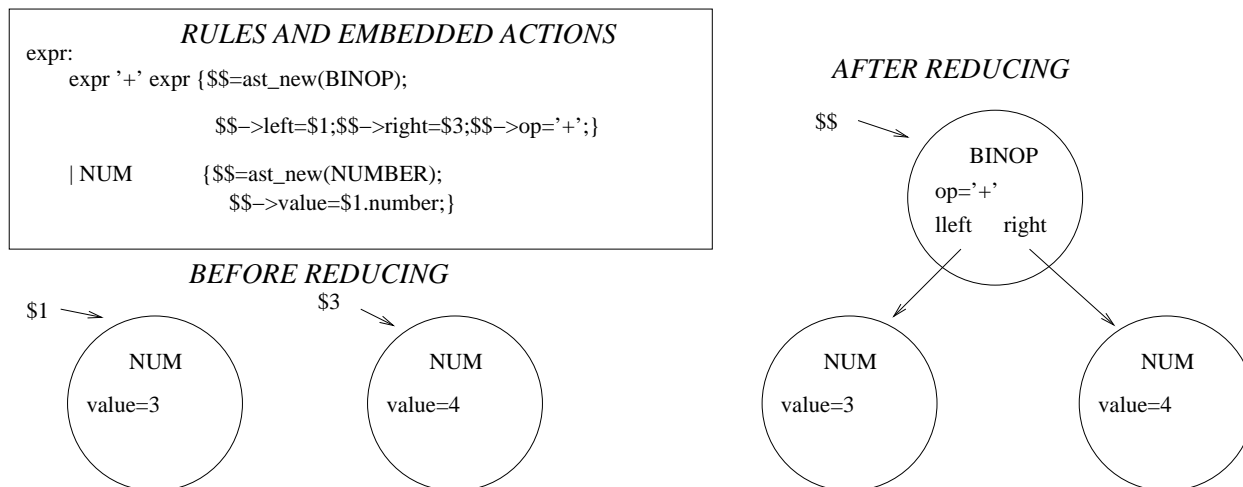 RULES AND EMBEDDED ACTIONS
expr:
expr '+' expr {$$=ast_new(BINOP);
$$−>left=$1;$$−>right=$3;$$−>op='+';}
| NUM {$$=ast_new(NUMBER);
$$−>value=$1.number;}
BEFORE REDUCING
$1
$3
NUM
value=3
NUM
value=4
AFTER REDUCING
$$
BINOP
op='+'
lleft right
NUM
value=3
NUM
value=4